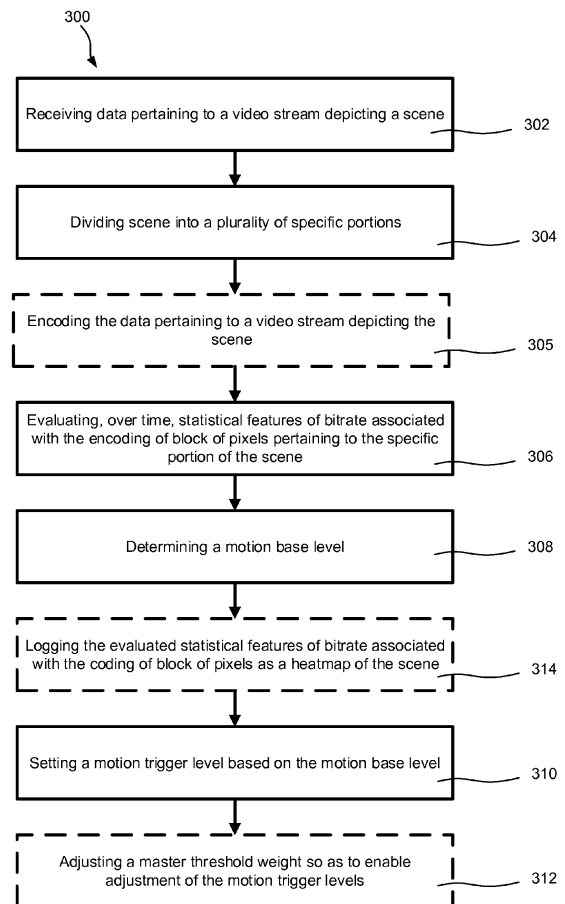 300
Receiving data pertaining to a video stream depicting a scene
302
Dividing scene into a plurality of specific portions
304
Encoding the data pertaining to a video stream depicting the
scene
305
Evaluating, over time, statistical features of bitrate associated
with the encoding of block of pixels pertaining to the specific
portion of the scene
306
Determining a motion base level
308
Logging the evaluated statistical features of bitrate associated
with the coding of block of pixels as a heatmap of the scene
314
Setting a motion trigger level based on the motion base level
310
Adjusting a master threshold weight so as to enable
adjustment of the motion trigger levels
312